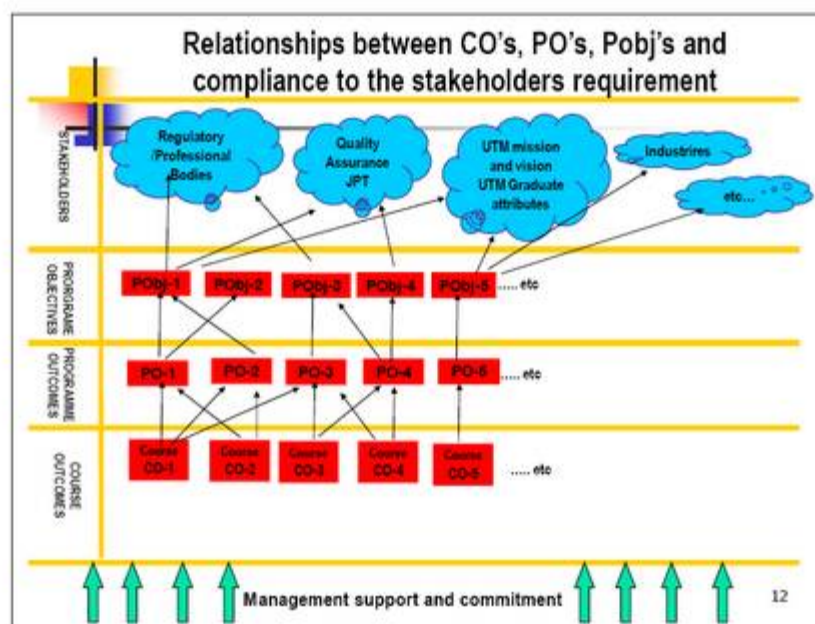 Relationships between CO's, PO's, Pobj's and
compliance to the stakeholders requirement
STAKEHOLDERS
Regulatory
/Professional
Bodies
Quality
Assurance
JPT
UTM mission
and vision
UTM Graduate
attributes
Industrires
etc...
PRORGRAME
OBJECTIVES
PObj-1
PObj-2
PObj-3
PObj-4
PObj-5
..... etc
PROGRAMME
OUTCOMES
PO-1
PO-2
PO-3
PO-4
PO-5
..... etc
COURSE
OUTCOMES
Course
CO-1
Course
CO-2
Course
CO-3
Course
CO-4
Course
CO-5
..... etc
Management support and commitment
12